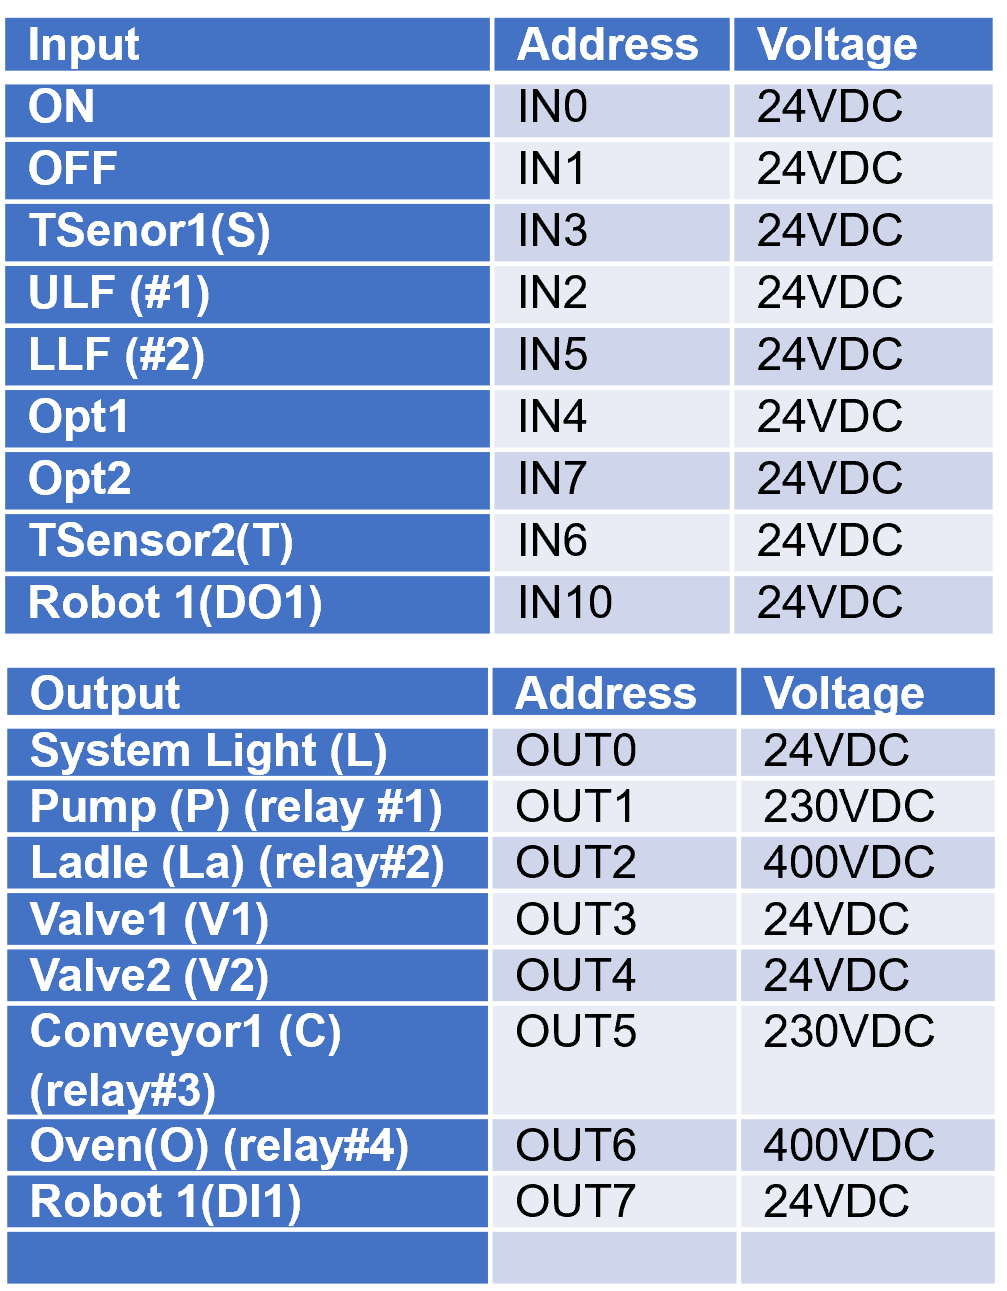 Input Address Voltage
ON IN0 24VDC
OFF IN1 24VDC
TSenor1(S) IN3 24VDC
ULF (#1) IN2 24VDC
LLF (#2) IN5 24VDC
Opt1 IN4 24VDC
Opt2 IN7 24VDC
TSensor2(T) IN6 24VDC
Robot 1(DO1) IN10 24VDC
Output Address Voltage
System Light (L) OUT0 24VDC
Pump (P) (relay #1) OUT1 230VDC
Ladle (La) (relay#2) OUT2 400VDC
Valve1 (V1) OUT3 24VDC
Valve2 (V2) OUT4 24VDC
Conveyor1 (C) OUT5 230VDC
(relay#3)
Oven(O) (relay#4) OUT6 400VDC
Robot 1(DI1) OUT7 24VDC